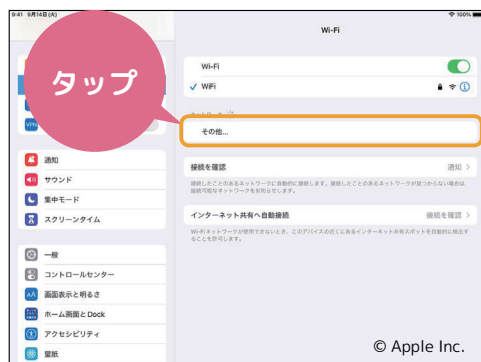 9:41 9月14日(火)
100%
Wi-Fi
タップ
Wi-Fi
WiFi
VPN
その他...
通知
サウンド
集中モード
スクリーンタイム
接続を確認
通知
接続したことのあるネットワークに自動的に接続します。接続したことのあるネットワークが見つからない場合は、
接続可能なネットワークをお知らせします。
インターネット共有へ自動接続
接続を確認
Wi-Fiネットワークが使用できないとき、このデバイスの近くにあるインターネット共有スポットを自動的に検出す
ることを許可します。
一般
コントロールセンター
AA 画面表示と明るさ
ホーム画面とDock
アクセシビリティ
壁紙
© Apple Inc.